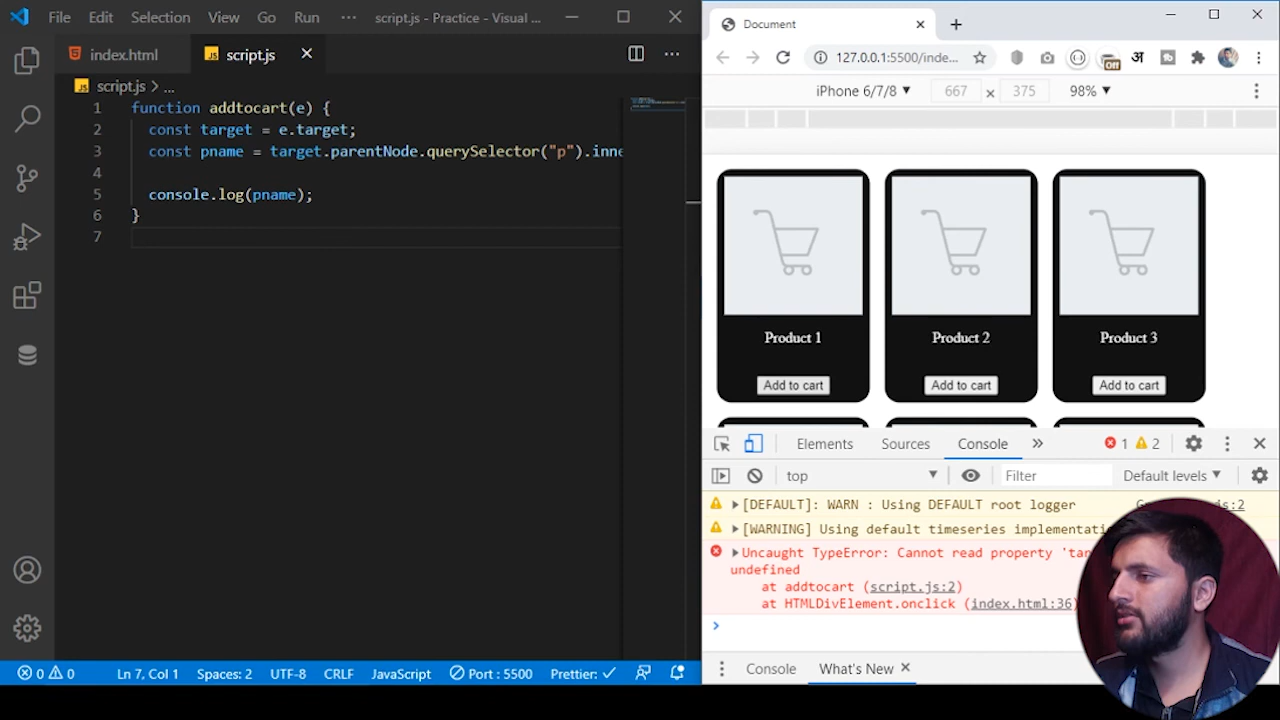 File Edit Selection View Go Run ··· script.js - Practice - Visual ...
index.html script.js
script.js > ...
1 function addtocart(e) {
2 const target = e.target;
3 const pname = target.parentNode.querySelector("p").inne
4
5 console.log(pname);
6 }
7
0 0 Ln 7, Col 1 Spaces: 2 UTF-8 CRLF JavaScript Port : 5500 Prettier:
Document
127.0.0.1:5500/inde...
Off अ
iPhone 6/7/8 667 × 375 98%
Product 1 Product 2 Product 3
Add to cart Add to cart Add to cart
Elements Sources Console 1 2
top Filter Default levels
[DEFAULT]: WARN : Using DEFAULT root logger
[WARNING] Using default timeseries
Uncaught TypeError: Cannot read property
undefined
at addtocart (script.js:2)
at HTMLDivElement.onclick (index.html:36)
Console What's New